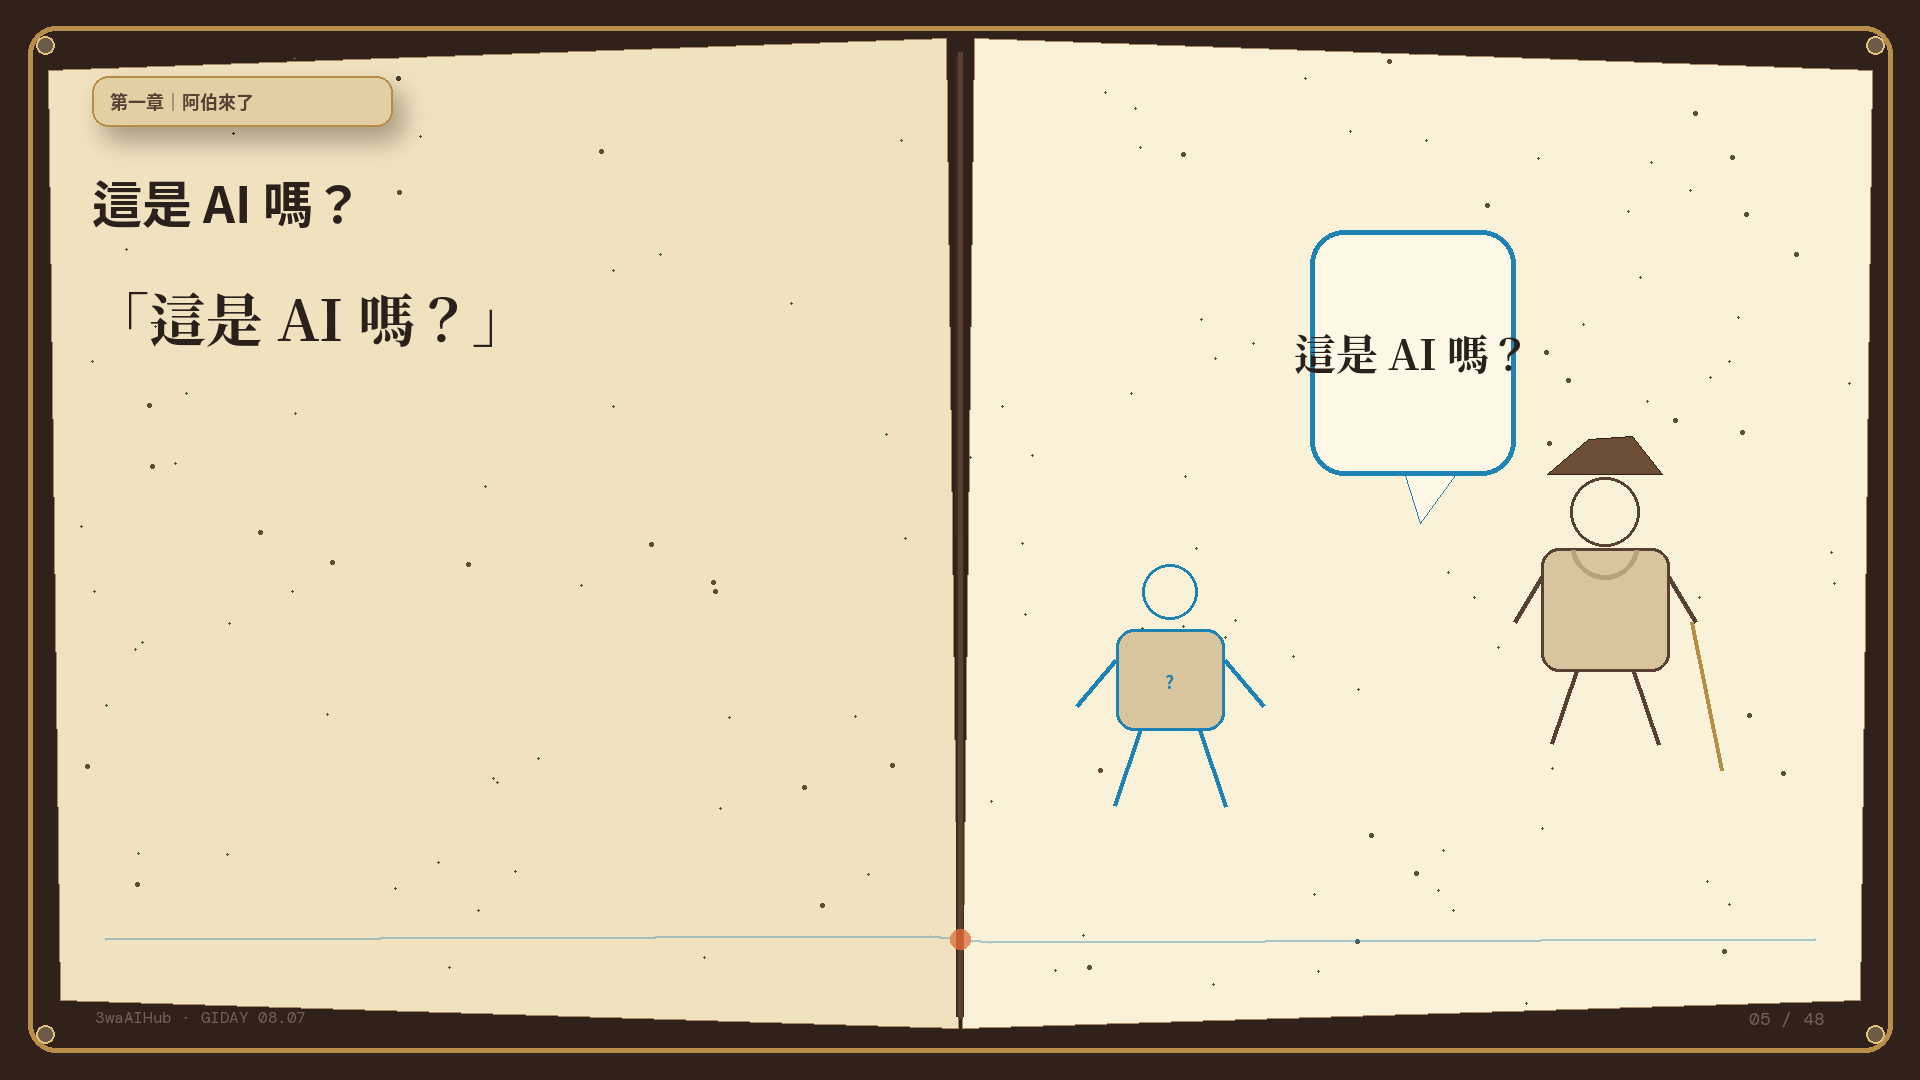 第一章｜阿伯來了
這是 AI 嗎？
「這是 AI 嗎？」
這是 AI 嗎？
?
3waAIHub · GIDAY 08.07
05 / 48